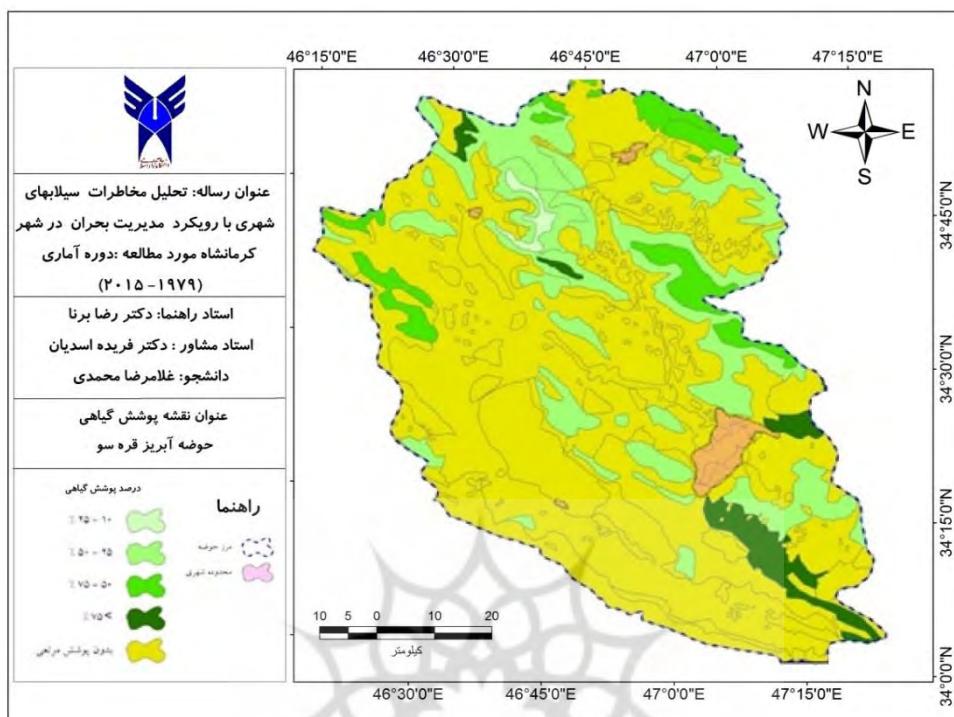 46°15'0"E 46°30'0"E 46°45'0"E 47°0'0"E 47°15'0"E
N
W E
S
عنوان رساله: تحلیل مخاطرات سیلابهای
شهری با رویکرد مدیریت بحران در شهر
کرمانشاه مورد مطالعه :دوره آماری
(۱۹۷۹-۲۰۱۵)
استاد راهنما: دکتر رضا برنا
استاد مشاور : دکتر فریده اسدیان
دانشجو: غلامرضا محمدی
عنوان نقشه پوشش گیاهی
حوضه آبریز قره سو
راهنما
مرز حوضه
محدوده شهری
درصد پوشش گیاهی
۱۰ - ۲۵ ٪
۲۵ - ۵۰ ٪
۵۰ - ۷۵ ٪
> ۷۵ ٪
بدون پوشش مرتعی
34°45'0"N
34°30'0"N
34°15'0"N
34°0'0"N
10 5 0 10 20
کیلومتر
46°30'0"E 46°45'0"E 47°0'0"E 47°15'0"E